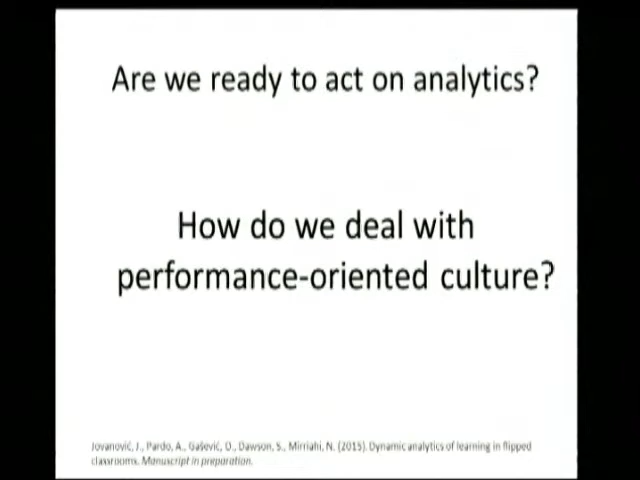 Are we ready to act on analytics?
How do we deal with
performance-oriented culture?
Jovanović, J., Pardo, A., Gašević, D., Dawson, S., Mirriahi, N. (2015). Dynamic analytics of learning in flipped
classrooms. Manuscript in preparation.